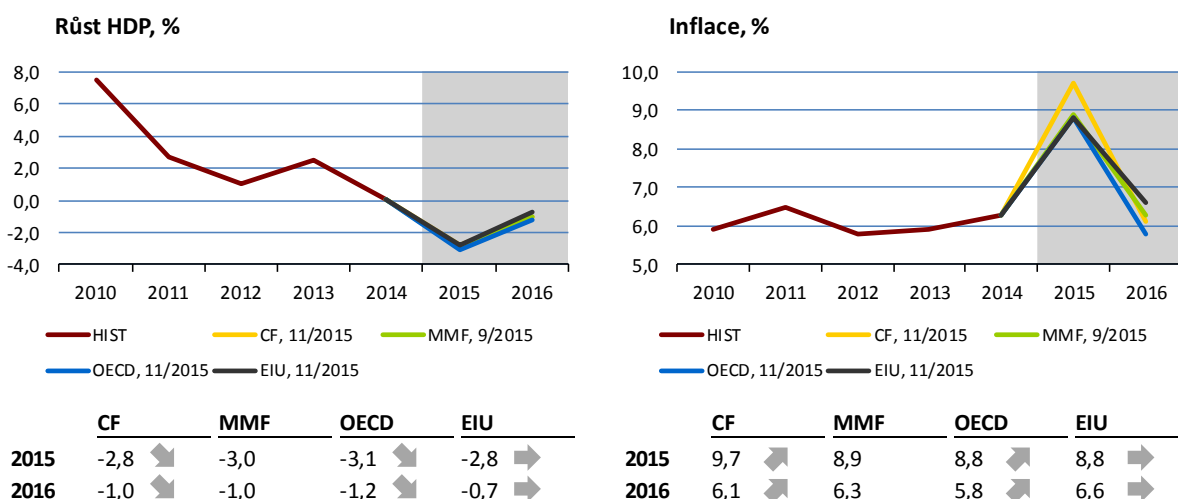 Růst HDP, %
8,0
6,0
4,0
2,0
0,0
-2,0
-4,0
2010 2011 2012 2013 2014 2015 2016
HIST CF, 11/2015 MMF, 9/2015
OECD, 11/2015 EIU, 11/2015
CF MMF OECD EIU
2015 -2,8 -3,0 -3,1 -2,8
2016 -1,0 -1,0 -1,2 -0,7
Inflace, %
10,0
9,0
8,0
7,0
6,0
5,0
2010 2011 2012 2013 2014 2015 2016
HIST CF, 11/2015 MMF, 9/2015
OECD, 11/2015 EIU, 11/2015
CF MMF OECD EIU
2015 9,7 8,9 8,8 8,8
2016 6,1 6,3 5,8 6,6